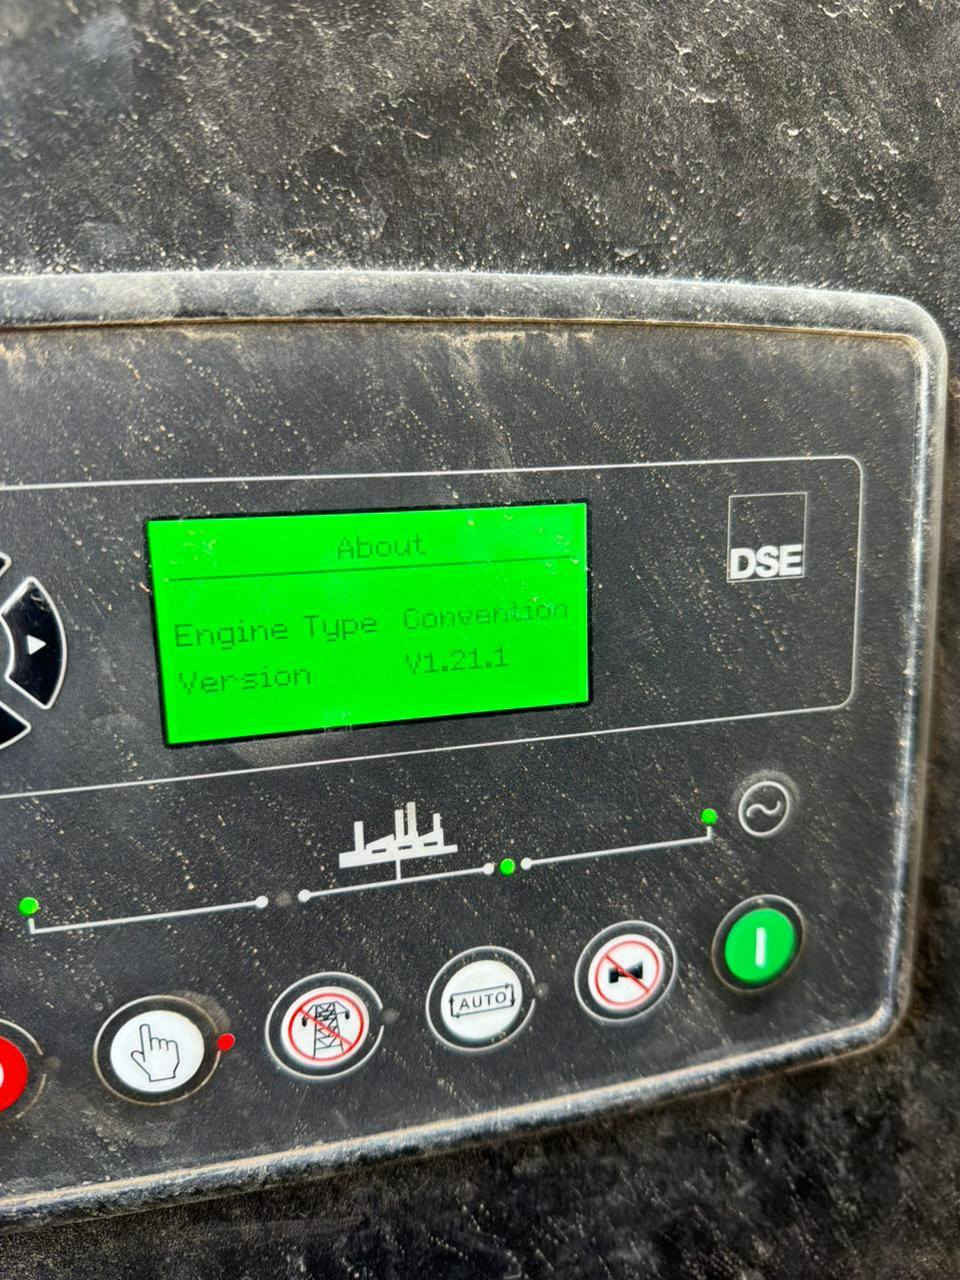 About
DSE
Engine Type Convention
Version V1.21.1
AUTO